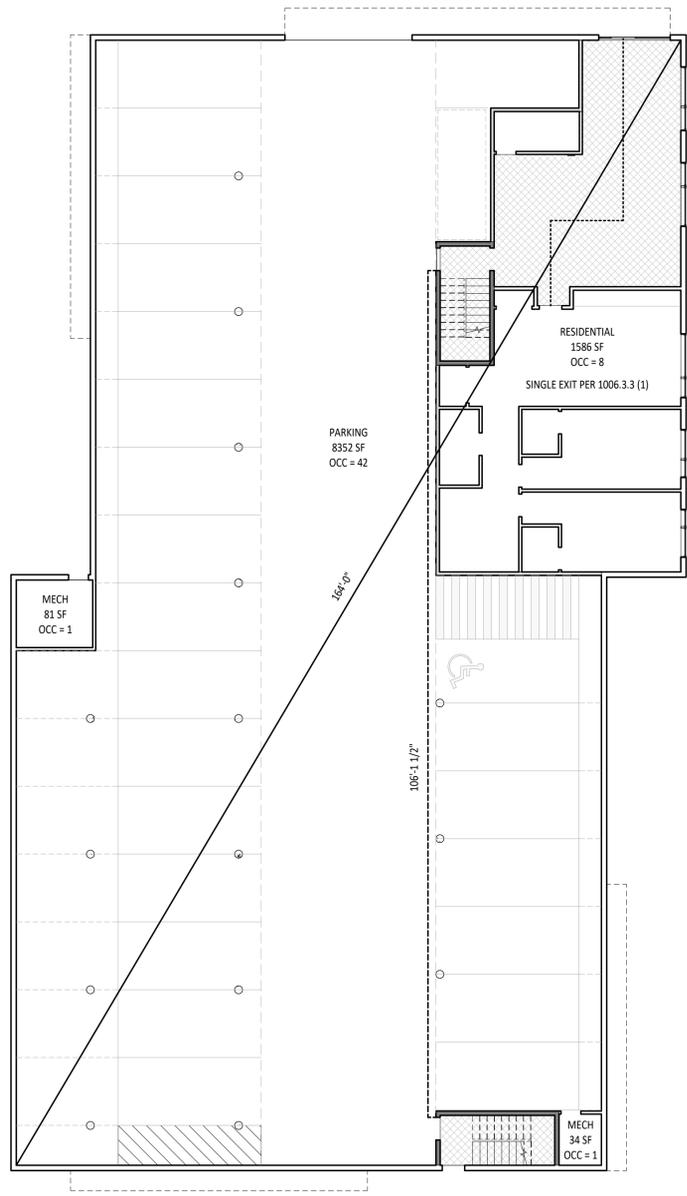 RESIDENTIAL
1586 SF
OCC = 8
SINGLE EXIT PER 1006.3.3 (1)
PARKING
8352 SF
OCC = 42
164'-0"
MECH
81 SF
OCC = 1
106'-1 1/2"
MECH
34 SF
OCC = 1